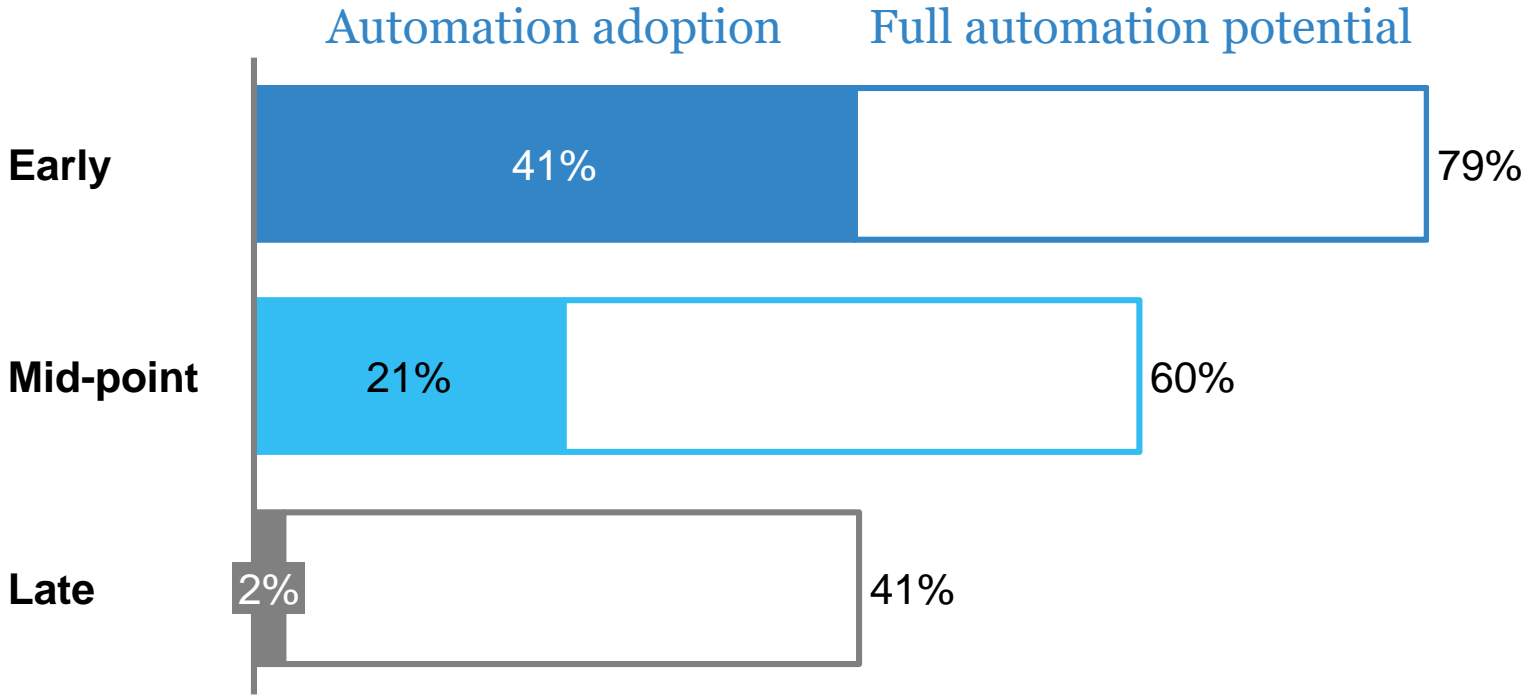 Automation adoption Full automation potential
Early 41% 79%
Mid-point 21% 60%
Late 2% 41%